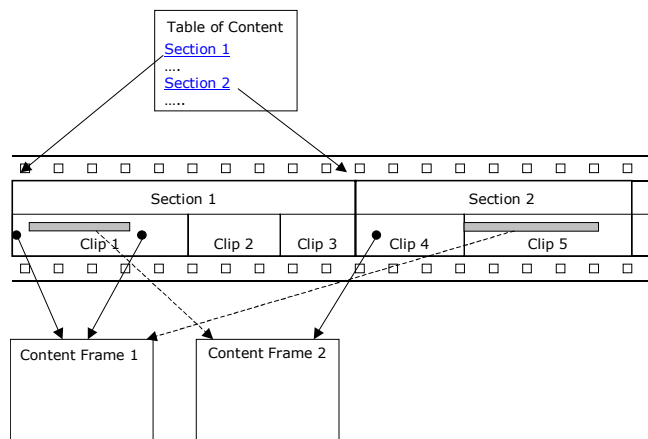 Table of Content
Section 1
....
Section 2
.....
Section 1
Section 2
Clip 1
Clip 2
Clip 3
Clip 4
Clip 5
Content Frame 1
Content Frame 2